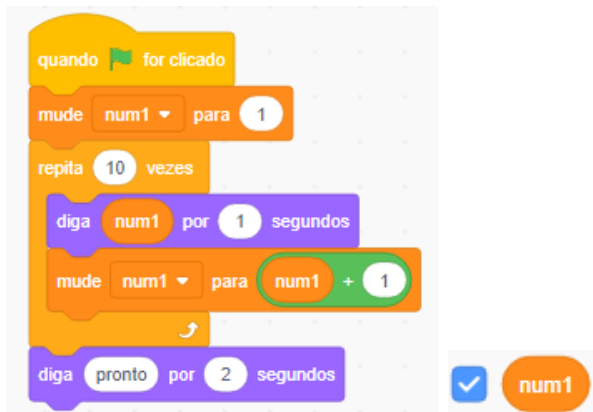 quando for clicado
mude num1 para 1
repita 10 vezes
diga num1 por 1 segundos
mude num1 para num1 + 1
diga pronto por 2 segundos
num1